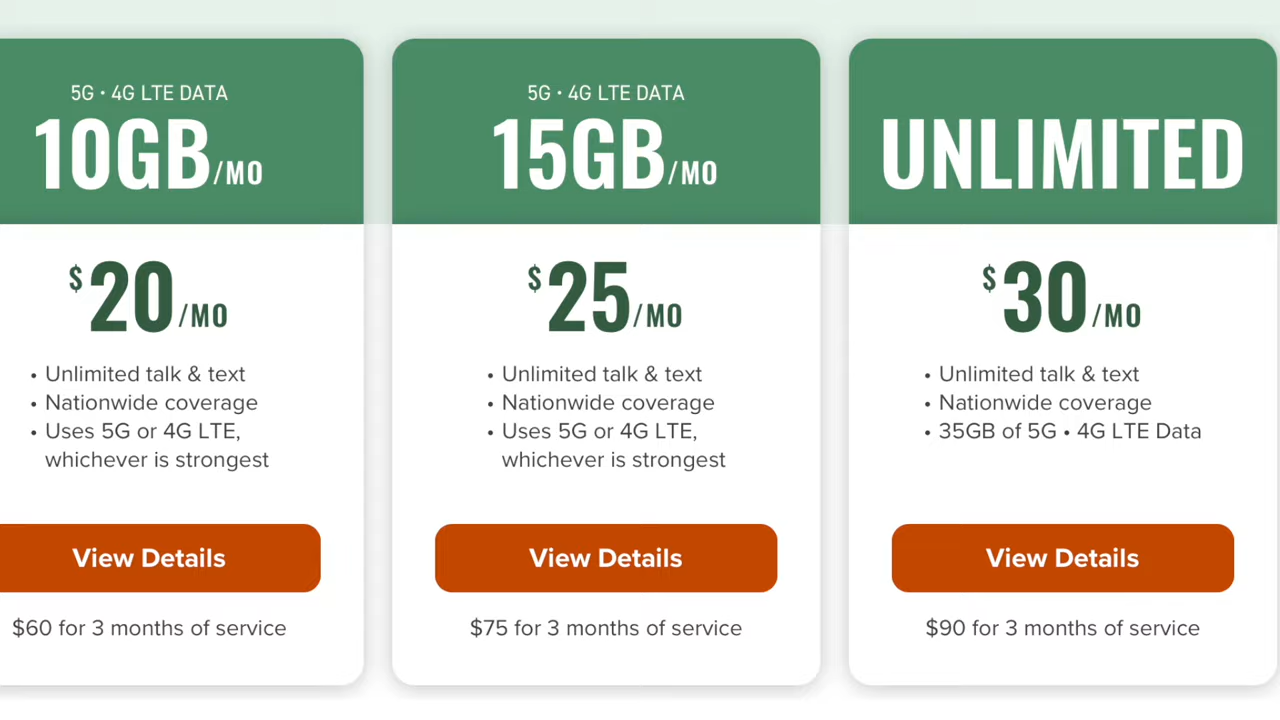 5G • 4G LTE DATA
10GB/MO
$20/MO
• Unlimited talk & text
• Nationwide coverage
• Uses 5G or 4G LTE,
whichever is strongest
View Details
$60 for 3 months of service
5G • 4G LTE DATA
15GB/MO
$25/MO
• Unlimited talk & text
• Nationwide coverage
• Uses 5G or 4G LTE,
whichever is strongest
View Details
$75 for 3 months of service
UNLIMITED
$30/MO
• Unlimited talk & text
• Nationwide coverage
• 35GB of 5G • 4G LTE Data
View Details
$90 for 3 months of service